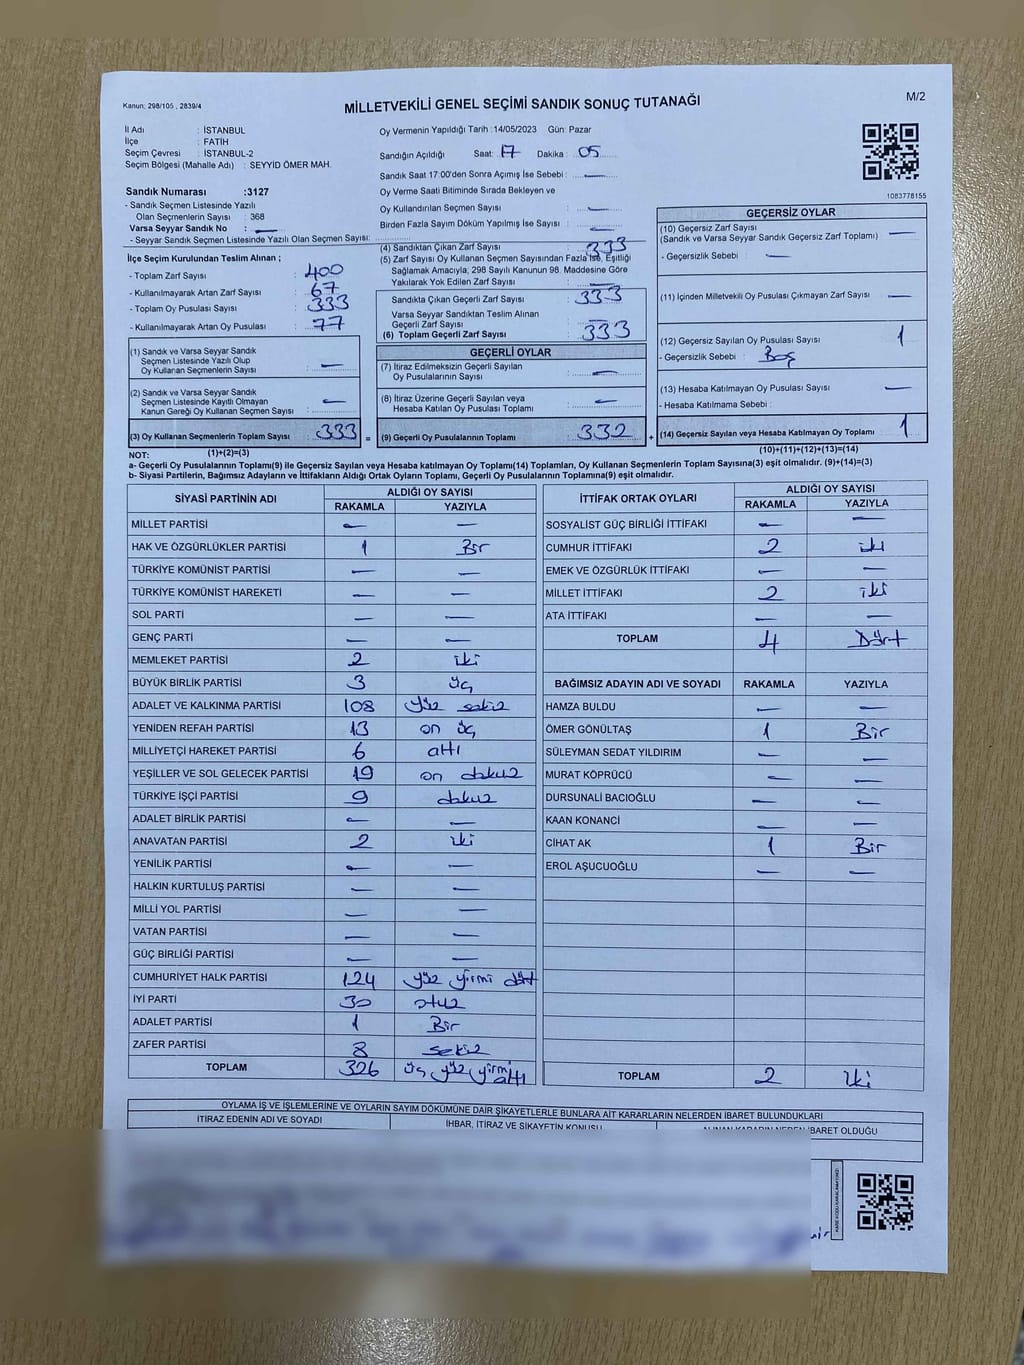 Kanun: 298/105 , 2839/4
MİLLETVEKİLİ GENEL SEÇİMİ SANDIK SONUÇ TUTANAĞI
M/2
İl Adı : İSTANBUL
İlçe : FATİH
Seçim Çevresi : İSTANBUL-2
Seçim Bölgesi (Mahalle Adı) : SEYYİD ÖMER MAH.
Sandık Numarası :3127
- Sandık Seçmen Listesinde Yazılı
Olan Seçmenlerin Sayısı : 368
Varsa Seyyar Sandık No : —
- Seyyar Sandık Seçmen Listesinde Yazılı Olan Seçmen Sayısı:
Oy Vermenin Yapıldığı Tarih :14/05/2023 Gün: Pazar
Sandığın Açıldığı Saat: 17 Dakika : 05
Sandık Saat 17:00'den Sonra Açımış İse Sebebi : —
Oy Verme Saati Bitiminde Sırada Bekleyen ve
Oy Kullandırılan Seçmen Sayısı : —
Birden Fazla Sayım Döküm Yapılmış İse Sayısı : —
1083778155
İlçe Seçim Kurulundan Teslim Alınan ;
- Toplam Zarf Sayısı : 400
- Kullanılmayarak Artan Zarf Sayısı : 67
- Toplam Oy Pusulası Sayısı : 333
- Kullanılmayarak Artan Oy Pusulası : 77
(1) Sandık ve Varsa Seyyar Sandık
Seçmen Listesinde Yazılı Olup
Oy Kullanan Seçmenlerin Sayısı : —
(2) Sandık ve Varsa Seyyar Sandık
Seçmen Listesinde Kayıtlı Olmayan
Kanun Gereği Oy Kullanan Seçmen Sayısı : —
(3) Oy Kullanan Seçmenlerin Toplam Sayısı : 333 =
(1)+(2)=(3)
(4) Sandıktan Çıkan Zarf Sayısı : 333
(5) Zarf Sayısı Oy Kullanan Seçmen Sayısından Fazla İse, Eşitliği
Sağlamak Amacıyla, 298 Sayılı Kanunun 98. Maddesine Göre
Yakılarak Yok Edilen Zarf Sayısı : —
Sandıkta Çıkan Geçerli Zarf Sayısı : 333
Varsa Seyyar Sandıktan Teslim Alınan
Geçerli Zarf Sayısı : —
(6) Toplam Geçerli Zarf Sayısı : 333
GEÇERLİ OYLAR
(7) İtiraz Edilmeksizin Geçerli Sayılan
Oy Pusulalarının Sayısı : —
(8) İtiraz Üzerine Geçerli Sayılan veya
Hesaba Katılan Oy Pusulası Toplamı : —
(9) Geçerli Oy Pusulalarının Toplamı : 332 +
GEÇERSİZ OYLAR
(10) Geçersiz Zarf Sayısı
(Sandık ve Varsa Seyyar Sandık Geçersiz Zarf Toplamı) —
- Geçersizlik Sebebi : —
(11) İçinden Milletvekili Oy Pusulası Çıkmayan Zarf Sayısı : —
(12) Geçersiz Sayılan Oy Pusulası Sayısı : 1
- Geçersizlik Sebebi : Boş
(13) Hesaba Katılmayan Oy Pusulası Sayısı : —
- Hesaba Katılmama Sebebi :
(14) Geçersiz Sayılan veya Hesaba Katılmayan Oy Toplamı : 1
(10)+(11)+(12)+(13)=(14)
NOT:
a- Geçerli Oy Pusulalarının Toplamı(9) ile Geçersiz Sayılan veya Hesaba katılmayan Oy Toplamı(14) Toplamları, Oy Kullanan Seçmenlerin Toplam Sayısına(3) eşit olmalıdır. (9)+(14)=(3)
b- Siyasi Partilerin, Bağımsız Adayların ve İttifakların Aldığı Ortak Oyların Toplamı, Geçerli Oy Pusulalarının Toplamına(9) eşit olmalıdır.
SİYASİ PARTİNİN ADI ALDIĞI OY SAYISI
RAKAMLA YAZIYLA
MİLLET PARTİSİ — —
HAK VE ÖZGÜRLÜKLER PARTİSİ 1 Bir
TÜRKİYE KOMÜNİST PARTİSİ — —
TÜRKİYE KOMÜNİST HAREKETİ — —
SOL PARTİ — —
GENÇ PARTİ — —
MEMLEKET PARTİSİ 2 iki
BÜYÜK BİRLİK PARTİSİ 3 üç
ADALET VE KALKINMA PARTİSİ 108 yüz sekiz
YENİDEN REFAH PARTİSİ 13 on üç
MİLLİYETÇİ HAREKET PARTİSİ 6 altı
YEŞİLLER VE SOL GELECEK PARTİSİ 19 on dokuz
TÜRKİYE İŞÇİ PARTİSİ 9 dokuz
ADALET BİRLİK PARTİSİ — —
ANAVATAN PARTİSİ 2 iki
YENİLİK PARTİSİ — —
HALKIN KURTULUŞ PARTİSİ — —
MİLLİ YOL PARTİSİ — —
VATAN PARTİSİ — —
GÜÇ BİRLİĞİ PARTİSİ — —
CUMHURİYET HALK PARTİSİ 124 yüz yirmi dört
İYİ PARTİ 30 otuz
ADALET PARTİSİ 1 Bir
ZAFER PARTİSİ 8 sekiz
TOPLAM 326 üç yüz yirmi altı
İTTİFAK ORTAK OYLARI ALDIĞI OY SAYISI
RAKAMLA YAZIYLA
SOSYALİST GÜÇ BİRLİĞİ İTTİFAKI — —
CUMHUR İTTİFAKI 2 iki
EMEK VE ÖZGÜRLÜK İTTİFAKI — —
MİLLET İTTİFAKI 2 iki
ATA İTTİFAKI — —
TOPLAM 4 Dört
BAĞIMSIZ ADAYIN ADI VE SOYADI RAKAMLA YAZIYLA
HAMZA BULDU — —
ÖMER GÖNÜLTAŞ 1 Bir
SÜLEYMAN SEDAT YILDIRIM — —
MURAT KÖPRÜCÜ — —
DURSUNALİ BACIOĞLU — —
KAAN KONANCİ — —
CİHAT AK 1 Bir
EROL AŞUCUOĞLU — —
TOPLAM 2 iki
OYLAMA İŞ VE İŞLEMLERİNE VE OYLARIN SAYIM DÖKÜMÜNE DAİR ŞİKAYETLERLE BUNLARA AİT KARARLARIN NELERDEN İBARET BULUNDUKLARI
İTİRAZ EDENİN ADI VE SOYADI İHBAR, İTİRAZ VE ŞİKAYETİN KONUSU ALINAN KARARIN NEDEN İBARET OLDUĞU